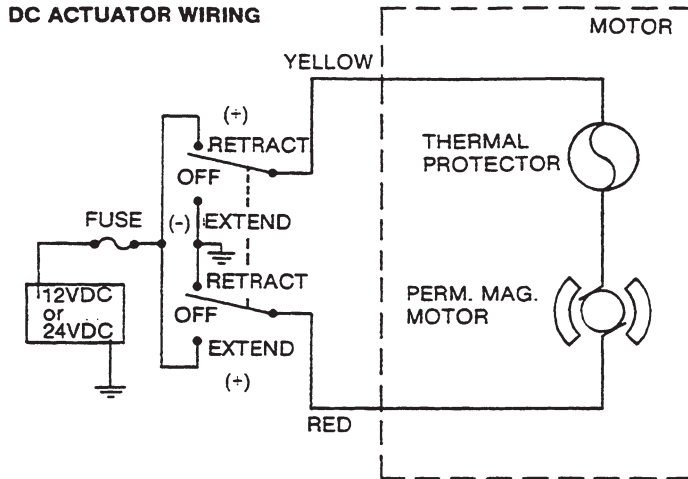 DC ACTUATOR WIRING
MOTOR
YELLOW
(+)
RETRACT
THERMAL
PROTECTOR
OFF
FUSE
(-)
EXTEND
RETRACT
12VDC
or
24VDC
OFF
PERM. MAG.
MOTOR
EXTEND
(+)
RED